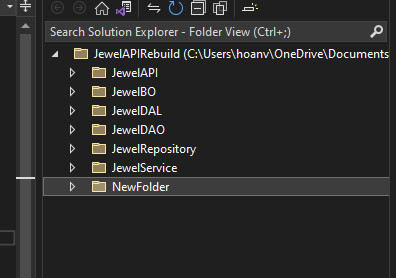 Search Solution Explorer - Folder View (Ctrl+;)
JewelAPIRebuild (C:\Users\hoanv\OneDrive\Documents
JewelAPI
JewelBO
JewelDAL
JewelDAO
JewelRepository
JewelService
NewFolder